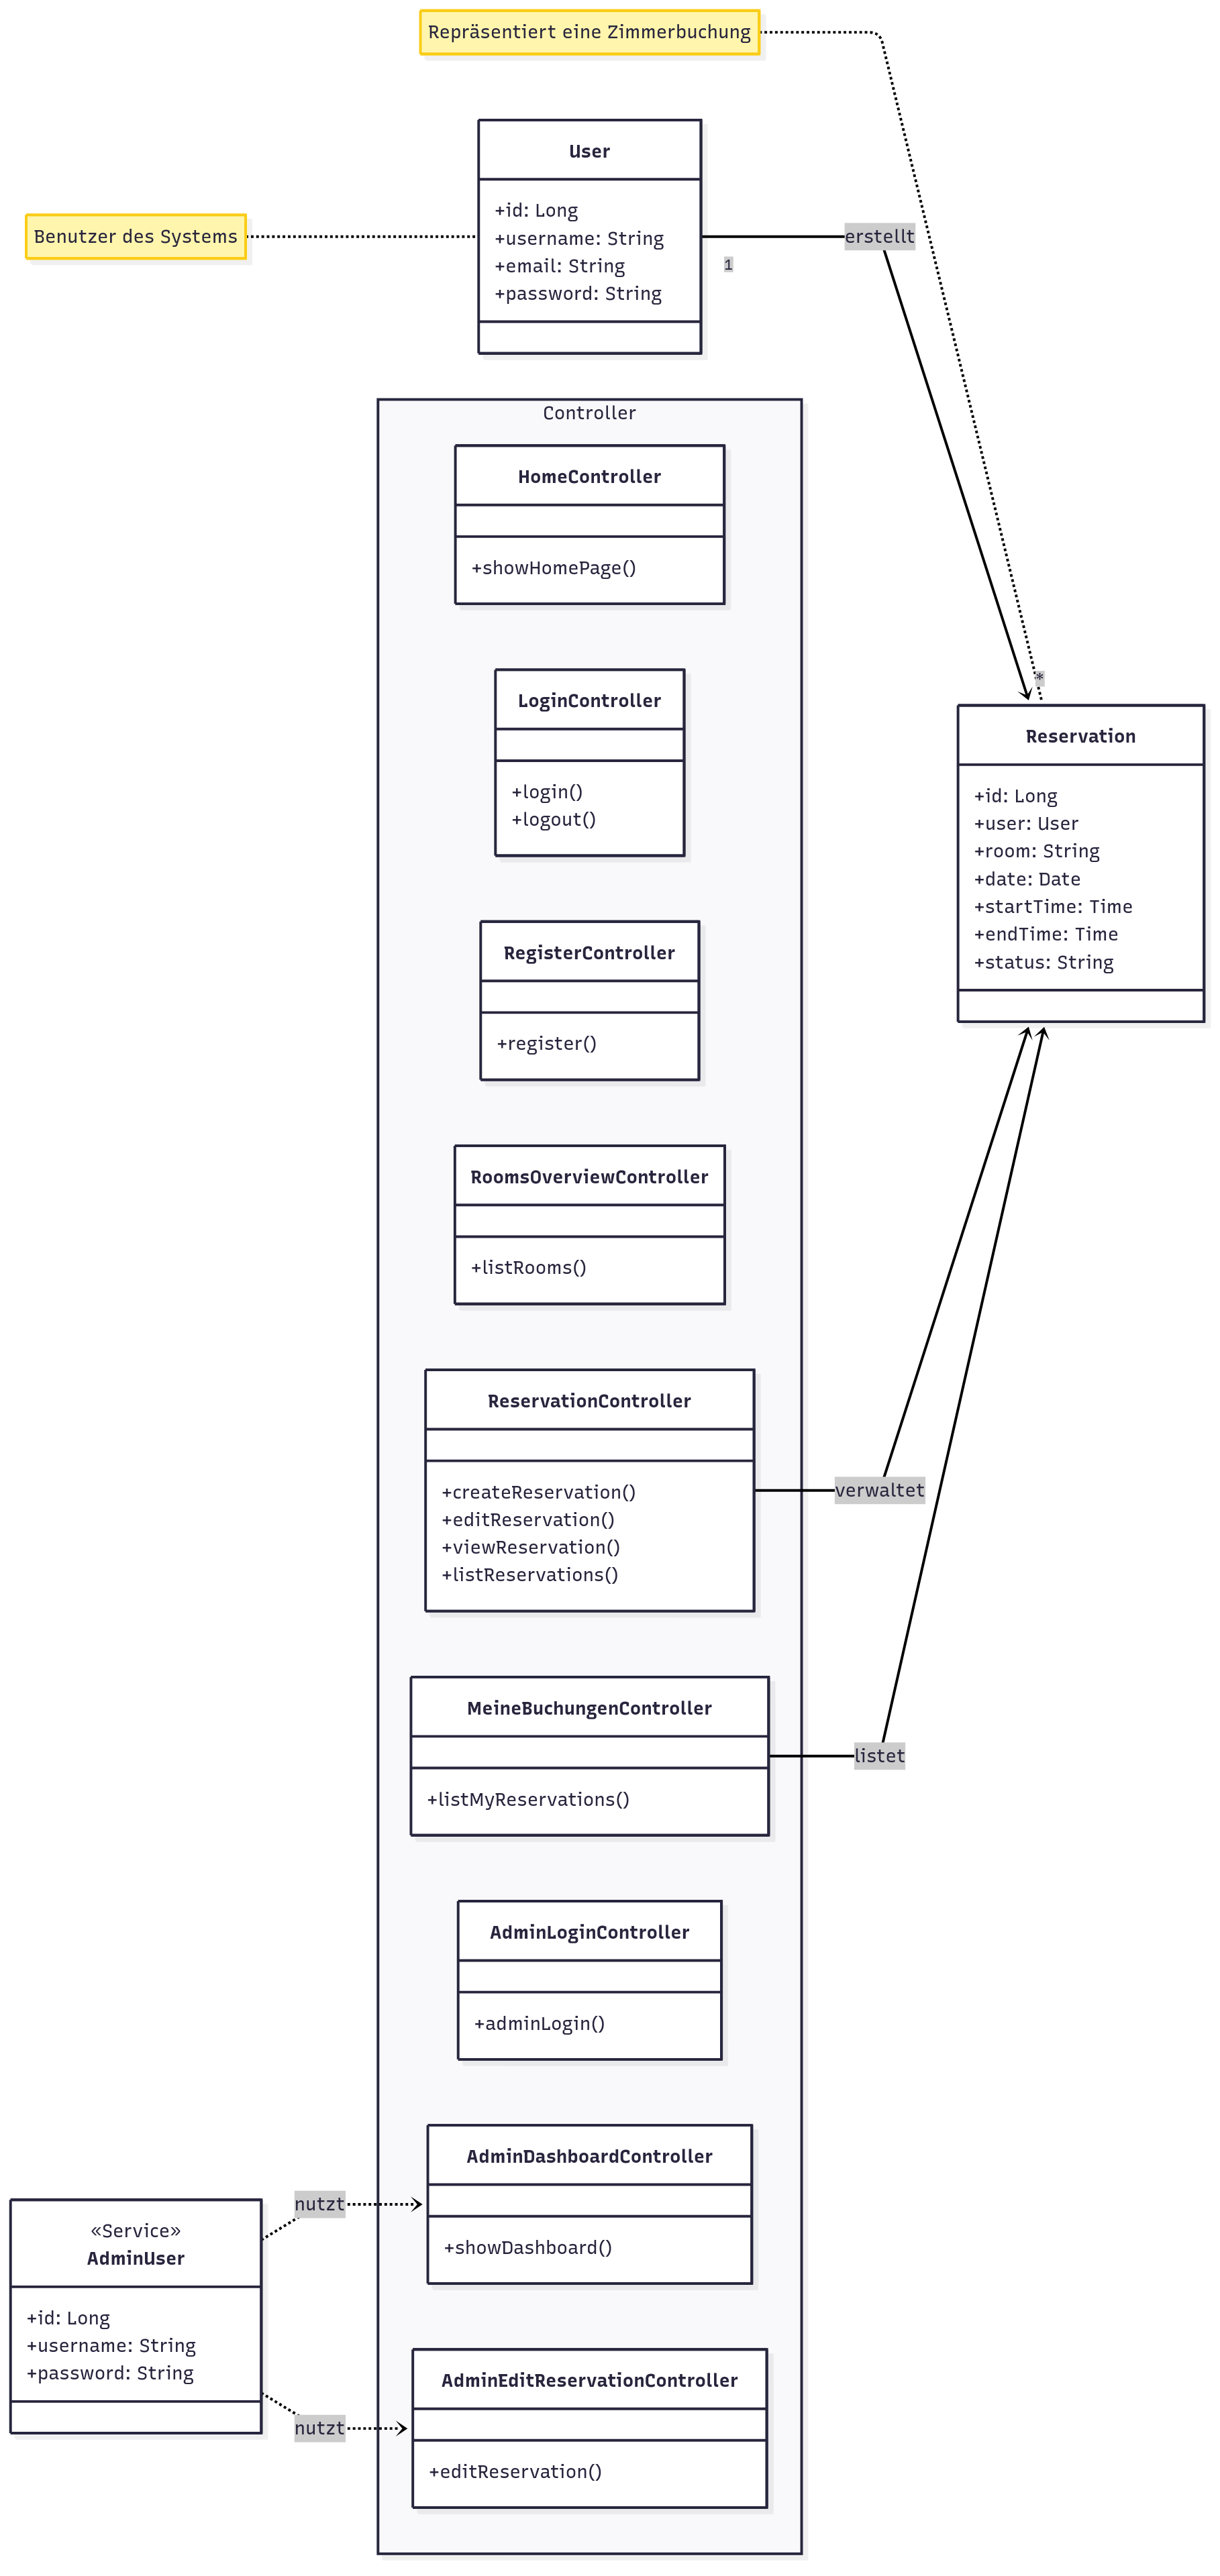 Repräsentiert eine Zimmerbuchung
User
+id: Long
+username: String
+email: String
+password: String
Benutzer des Systems
erstellt
1
Controller
HomeController
+showHomePage()
LoginController
+login()
+logout()
*
Reservation
+id: Long
+user: User
+room: String
+date: Date
+startTime: Time
+endTime: Time
+status: String
RegisterController
+register()
RoomsOverviewController
+listRooms()
ReservationController
+createReservation()
+editReservation()
+viewReservation()
+listReservations()
verwaltet
MeineBuchungenController
+listMyReservations()
listet
AdminLoginController
+adminLogin()
AdminDashboardController
+showDashboard()
nutzt
«Service»
AdminUser
+id: Long
+username: String
+password: String
nutzt
AdminEditReservationController
+editReservation()